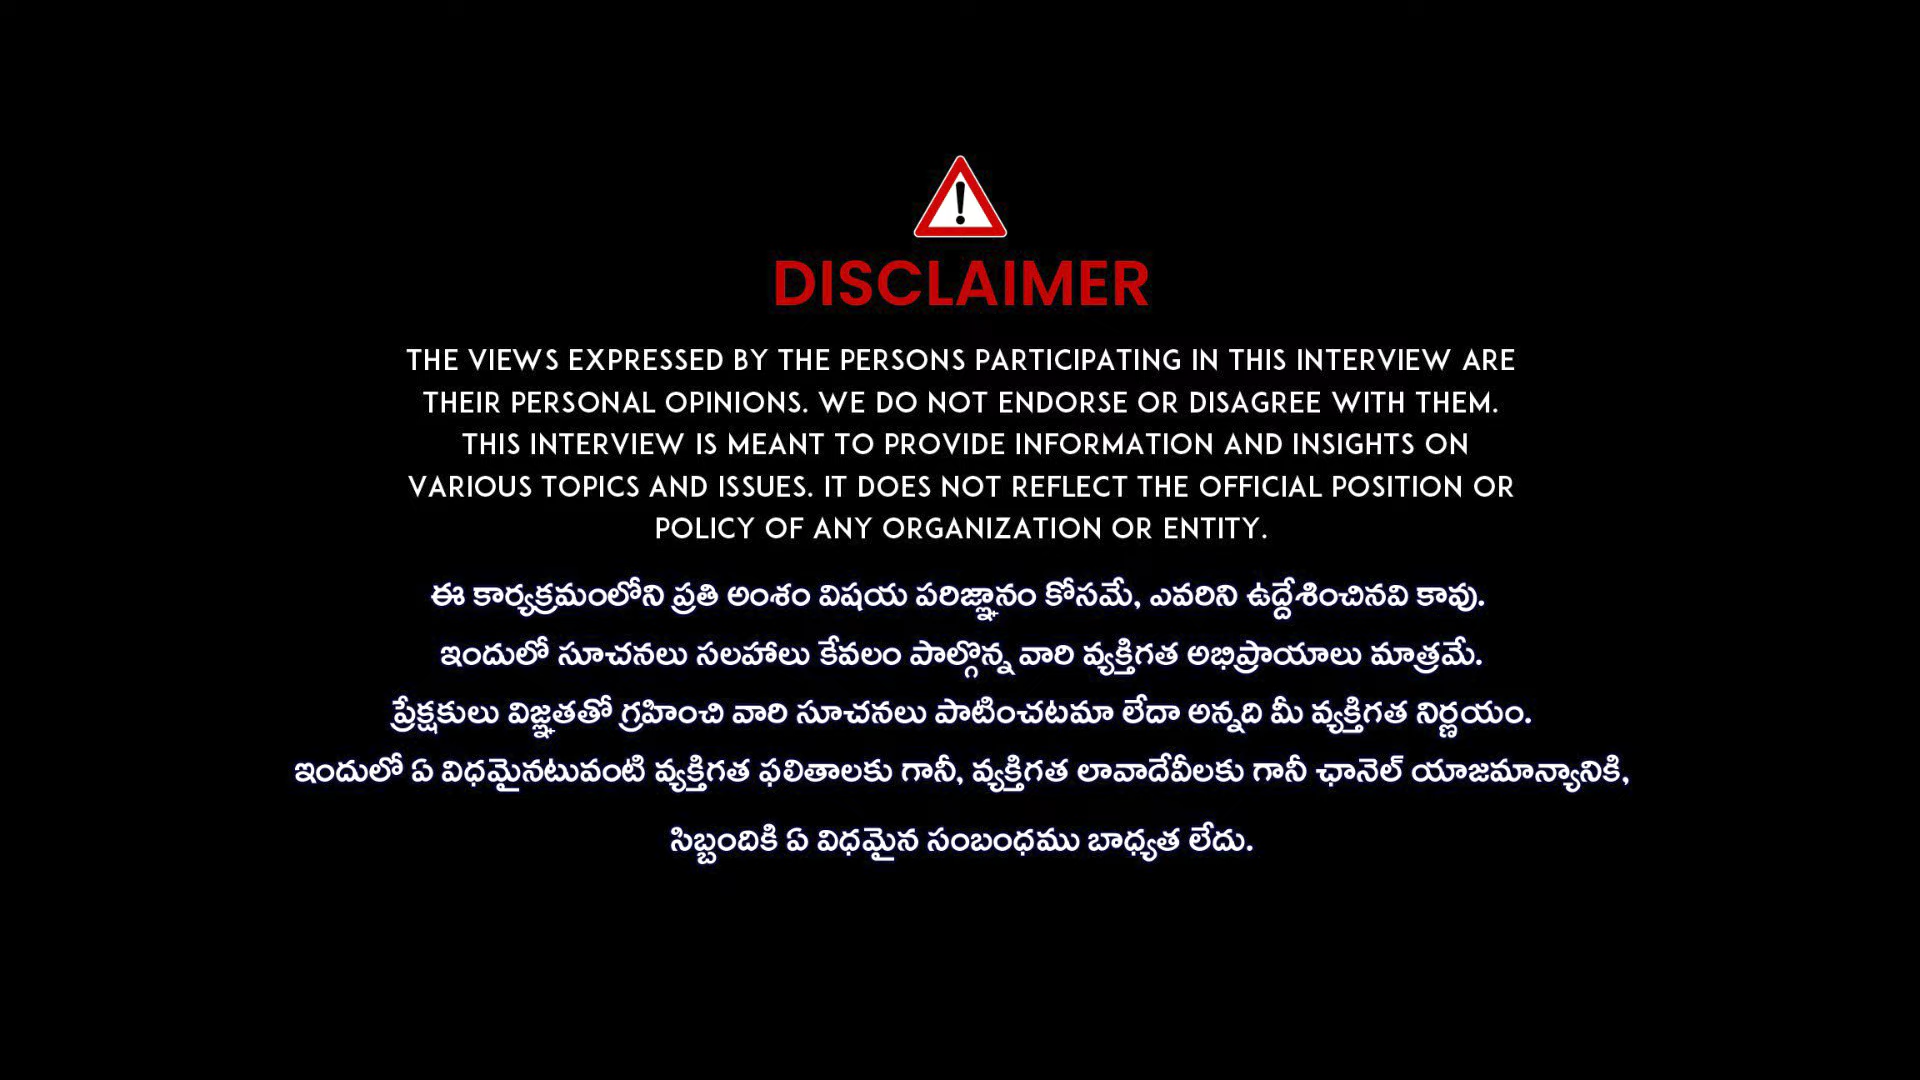 DISCLAIMER
THE VIEWS EXPRESSED BY THE PERSONS PARTICIPATING IN THIS INTERVIEW ARE
THEIR PERSONAL OPINIONS. WE DO NOT ENDORSE OR DISAGREE WITH THEM.
THIS INTERVIEW IS MEANT TO PROVIDE INFORMATION AND INSIGHTS ON
VARIOUS TOPICS AND ISSUES. IT DOES NOT REFLECT THE OFFICIAL POSITION OR
POLICY OF ANY ORGANIZATION OR ENTITY.
ఈ కార్యక్రమంలోని ప్రతి అంశం విషయ పరిజ్ఞానం కోసమే, ఎవరిని ఉద్దేశించినవి కావు.
ఇందులో సూచనలు సలహాలు కేవలం పాల్గొన్న వారి వ్యక్తిగత అభిప్రాయాలు మాత్రమే.
ప్రేక్షకులు విజ్ఞతతో గ్రహించి వారి సూచనలు పాటించటమా లేదా అన్నది మీ వ్యక్తిగత నిర్ణయం.
ఇందులో ఏ విధమైనటువంటి వ్యక్తిగత ఫలితాలకు గానీ, వ్యక్తిగత లావాదేవీలకు గానీ ఛానెల్ యాజమాన్యానికి,
సిబ్బందికి ఏ విధమైన సంబంధము బాధ్యత లేదు.